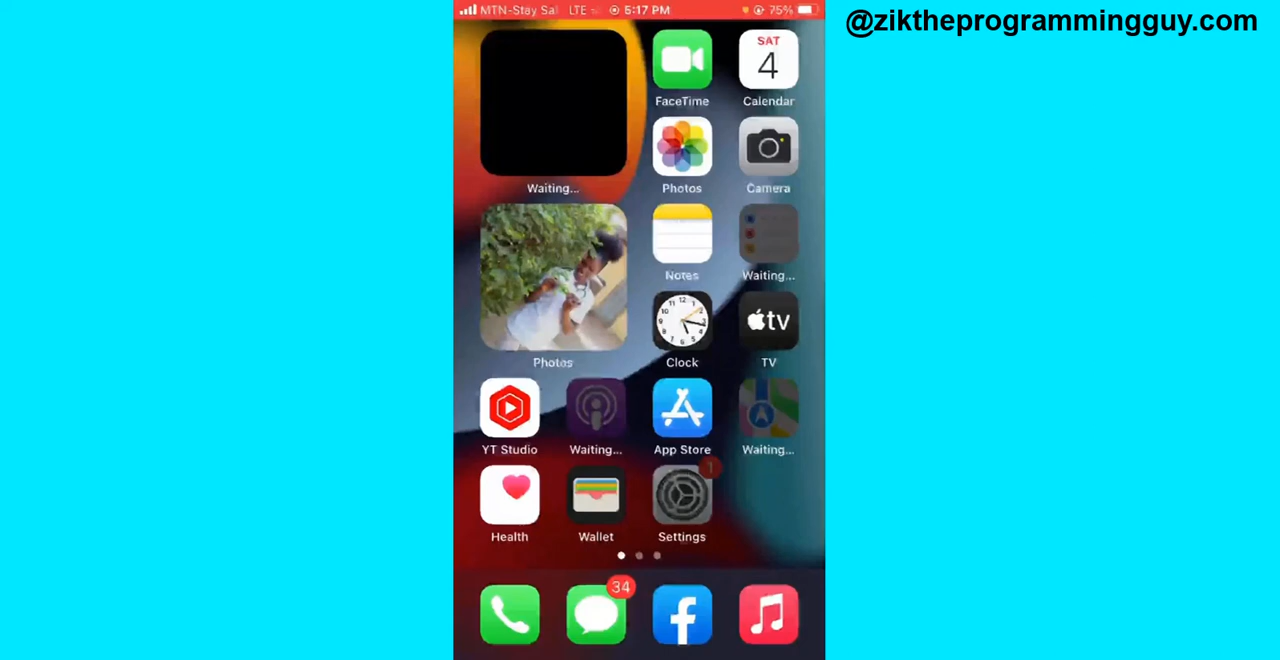 @ziktheprogrammingguy.com
MTN-Stay Sa LTE 5:17 PM 75%
SAT
4
FaceTime Calendar
Waiting... Photos Camera
Notes Waiting...
tv
Photos Clock TV
YT Studio Waiting... App Store Waiting...
1
Health Wallet Settings
34